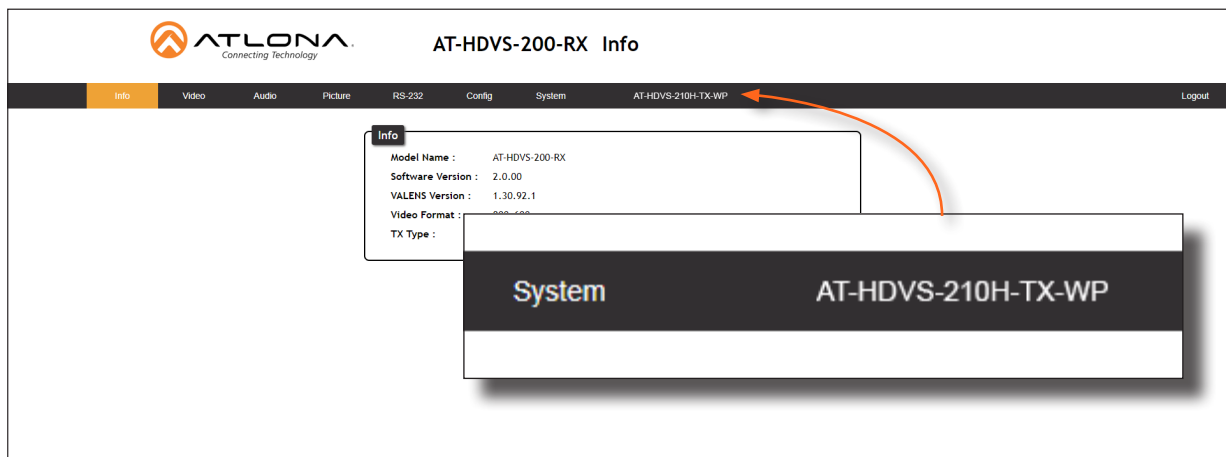 ATLONA.
Connecting Technology
AT-HDVS-200-RX Info
Info Video Audio Picture RS-232 Config System AT-HDVS-210H-TX-WP Logout
Info
Model Name : AT-HDVS-200-RX
Software Version : 2.0.00
VALENS Version : 1.30.92.1
Video Format :
TX Type :
System AT-HDVS-210H-TX-WP